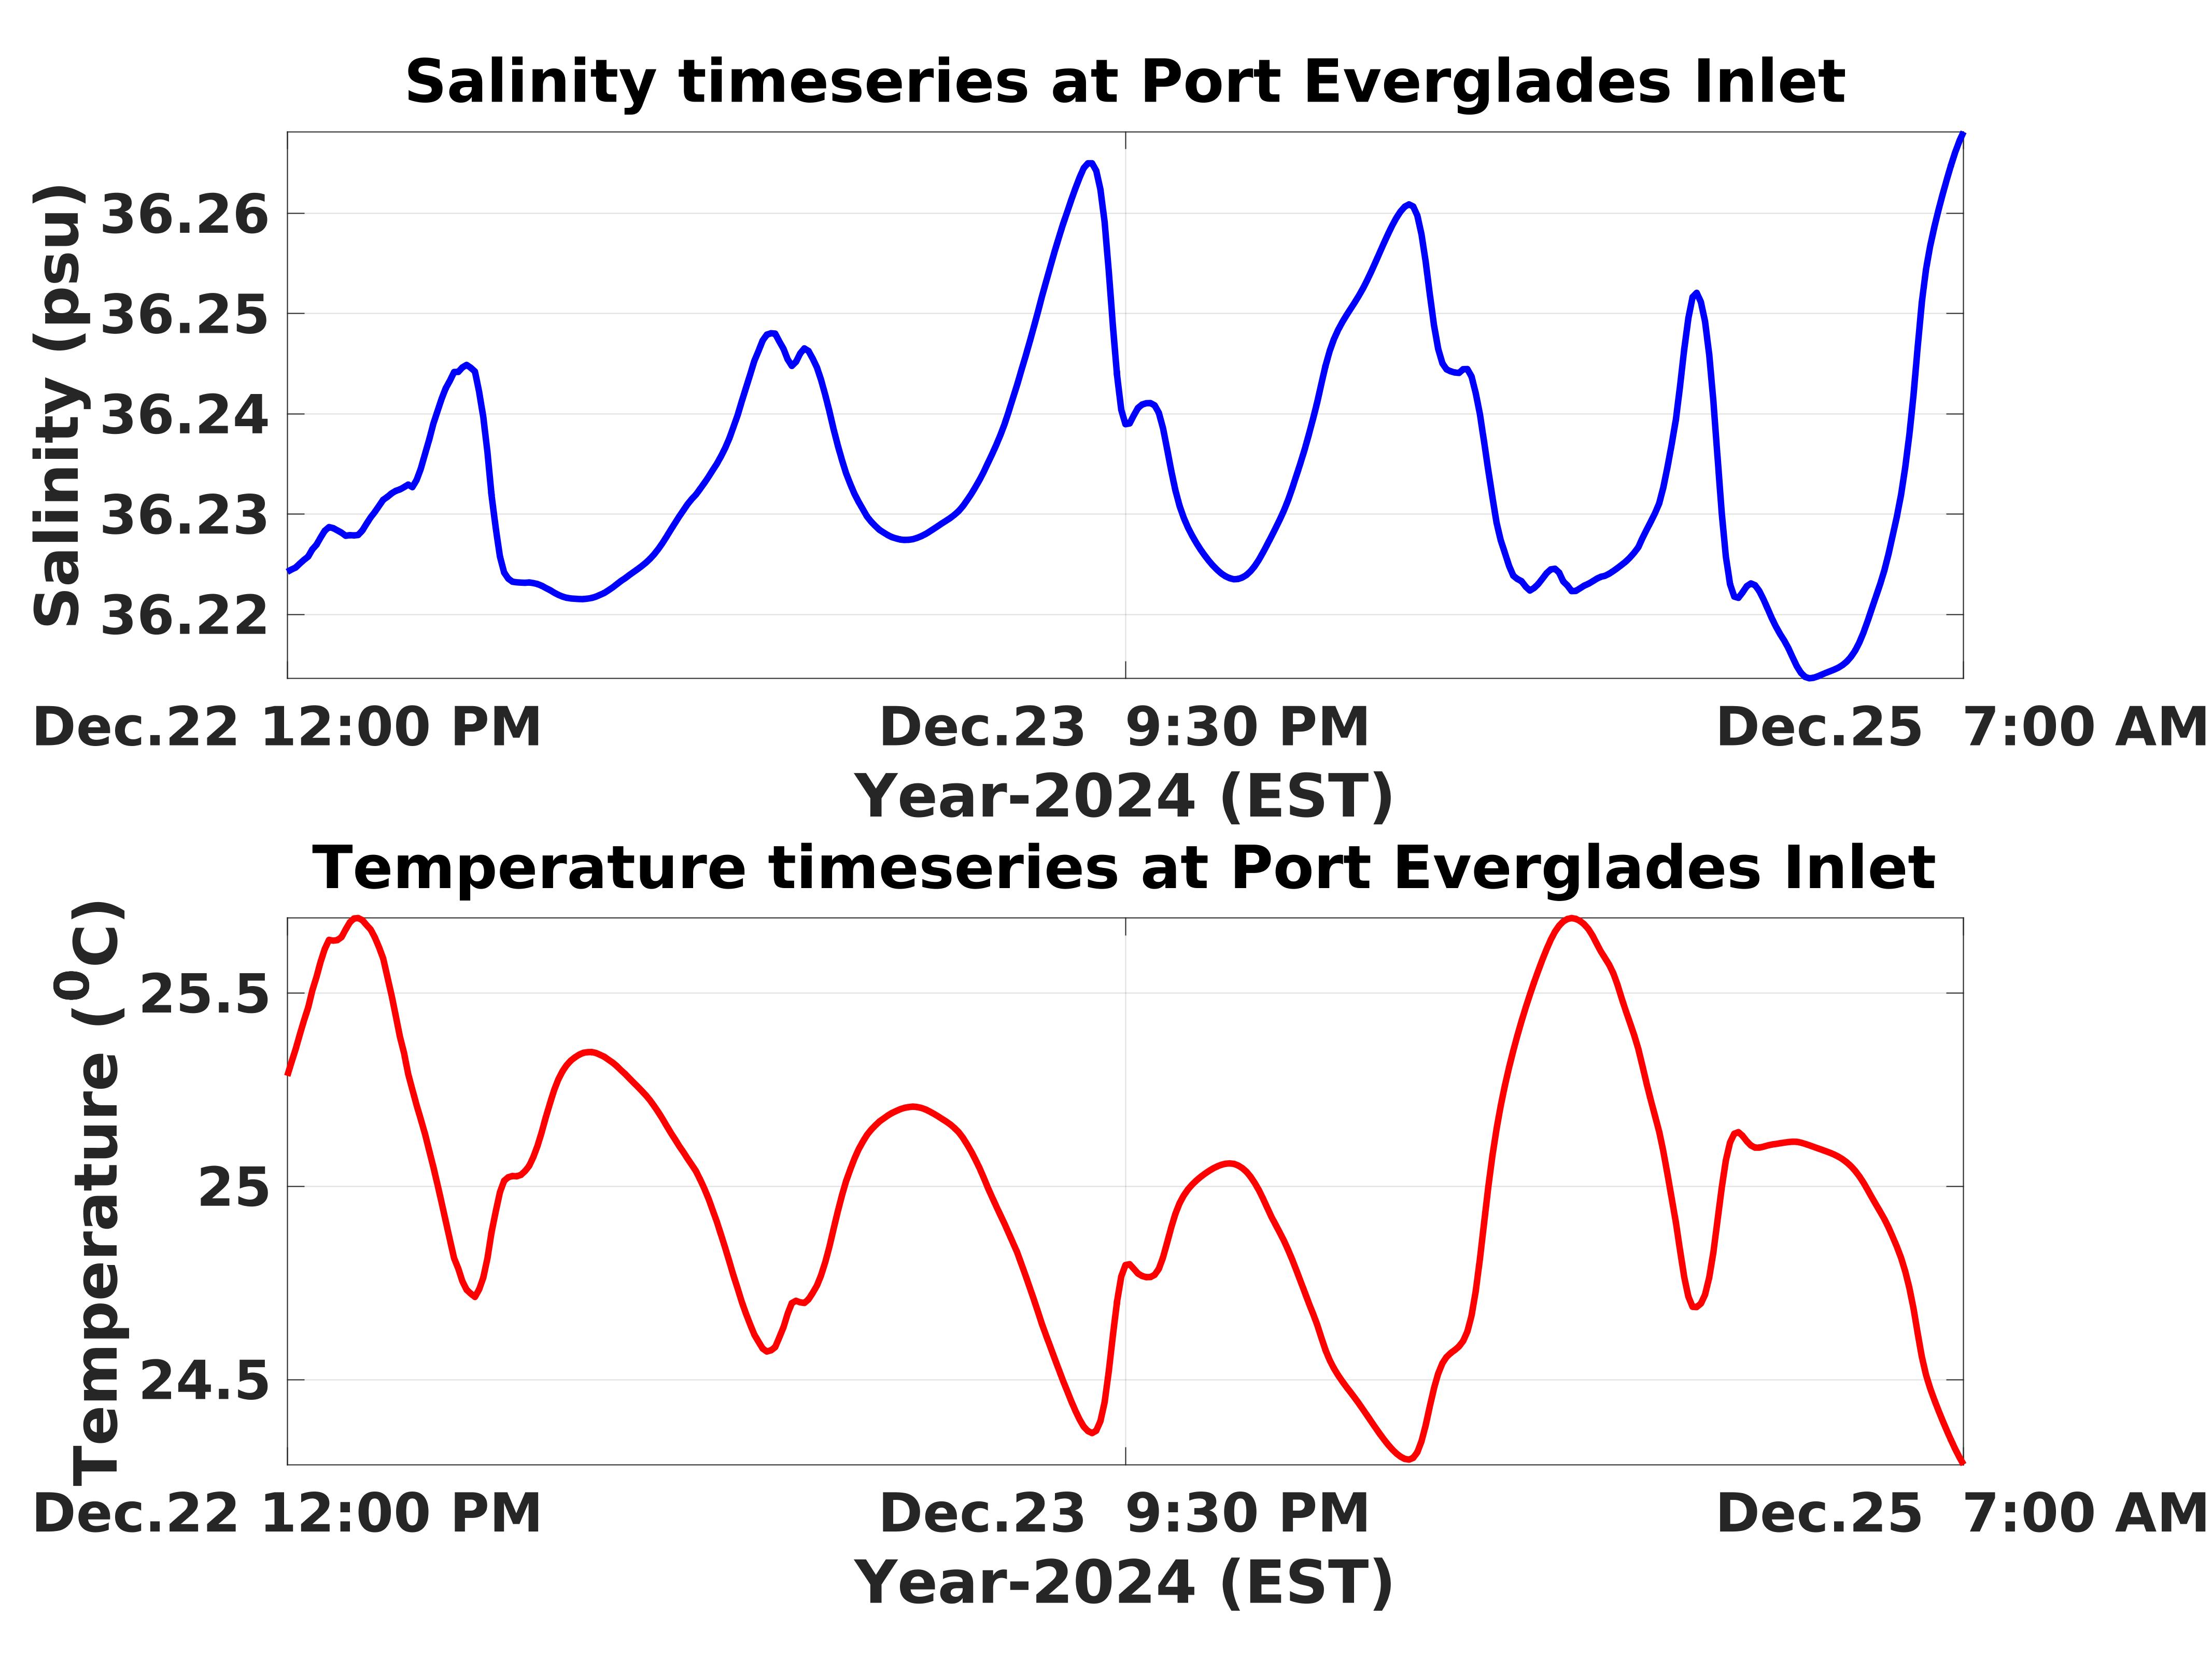 Salinity timeseries at Port Everglades Inlet
Salinity (psu)
36.26
36.25
36.24
36.23
36.22
Dec.22 12:00 PM Dec.23 9:30 PM Dec.25 7:00 AM
Year-2024 (EST)
Temperature timeseries at Port Everglades Inlet
Temperature (⁰C)
25.5
25
24.5
Dec.22 12:00 PM Dec.23 9:30 PM Dec.25 7:00 AM
Year-2024 (EST)